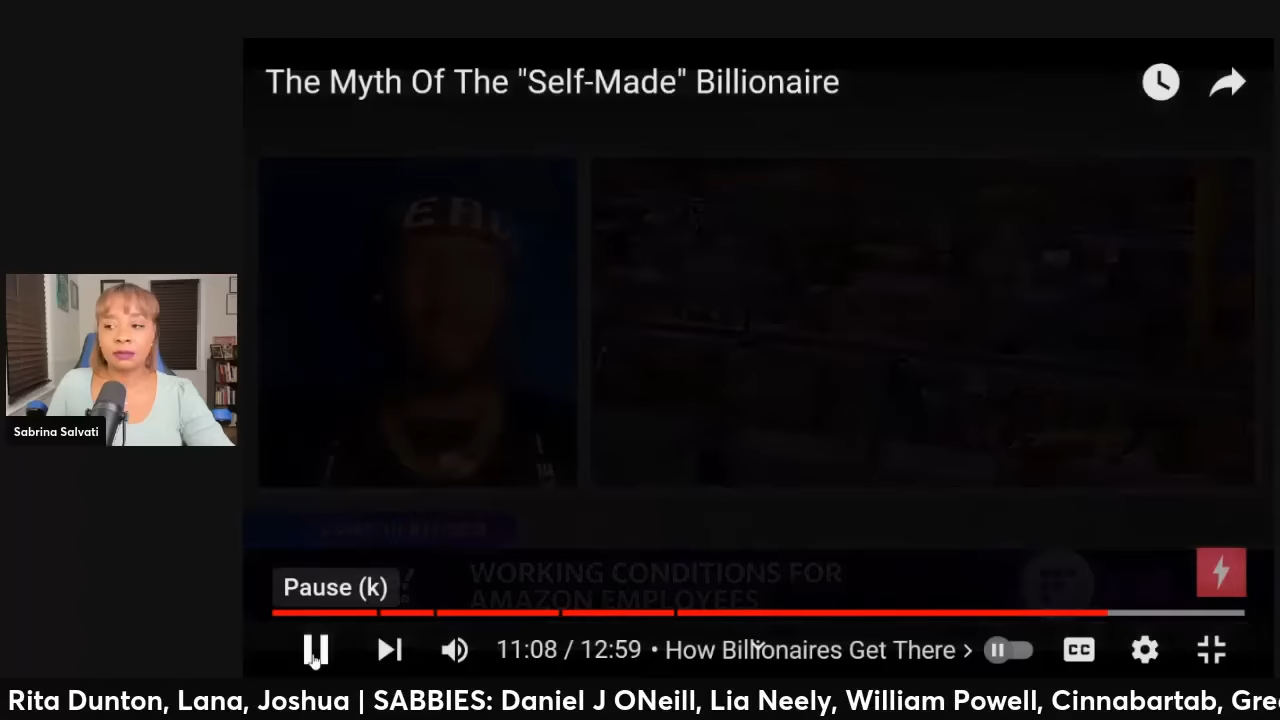 The Myth Of The "Self-Made" Billionaire
Sabrina Salvati
WORKING CONDITIONS FOR
AMAZON EMPLOYEES
Pause (k)
11:08 / 12:59 • How Billionaires Get There ›
CC
Rita Dunton, Lana, Joshua | SABBIES: Daniel J ONeill, Lia Neely, William Powell, Cinnabartab, Gre